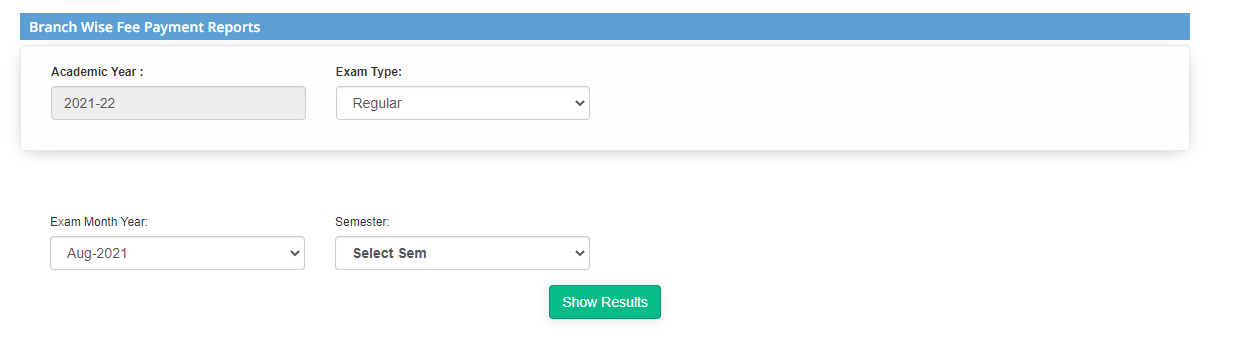 Branch Wise Fee Payment Reports
Academic Year :
Exam Type:
2021-22
Regular
Exam Month Year:
Semester:
Aug-2021
Select Sem
Show Results